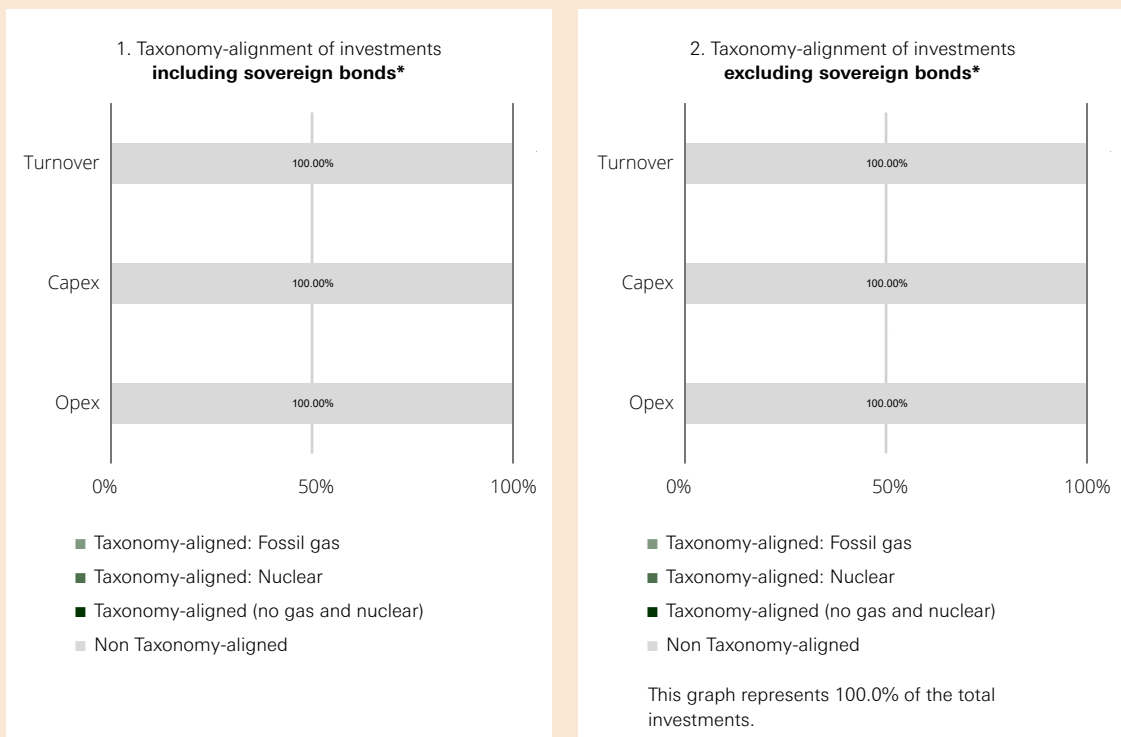 1. Taxonomy-alignment of investments
including sovereign bonds*
Turnover
100.00%
Capex
100.00%
Opex
100.00%
0%
50%
100%
Taxonomy-aligned: Fossil gas
Taxonomy-aligned: Nuclear
Taxonomy-aligned (no gas and nuclear)
Non Taxonomy-aligned
2. Taxonomy-alignment of investments
excluding sovereign bonds*
Turnover
100.00%
Capex
100.00%
Opex
100.00%
0%
50%
100%
Taxonomy-aligned: Fossil gas
Taxonomy-aligned: Nuclear
Taxonomy-aligned (no gas and nuclear)
Non Taxonomy-aligned
This graph represents 100.0% of the total
investments.